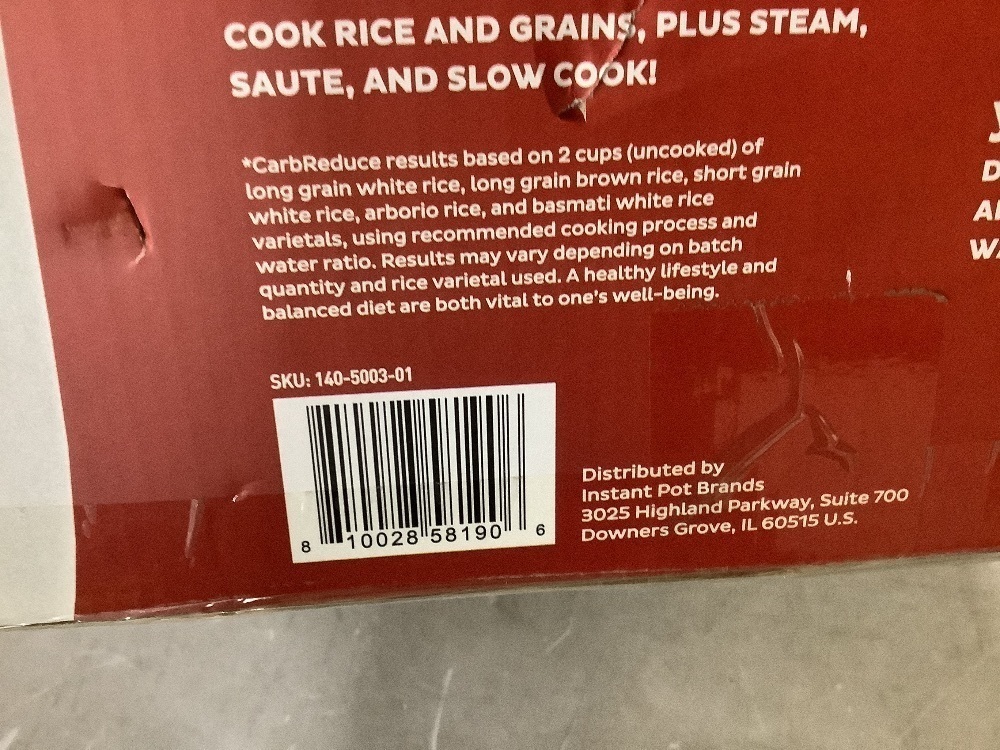 COOK RICE AND GRAINS, PLUS STEAM,
SAUTE, AND SLOW COOK!
*CarbReduce results based on 2 cups (uncooked) of
long grain white rice, long grain brown rice, short grain
white rice, arborio rice, and basmati white rice
varietals, using recommended cooking process and
water ratio. Results may vary depending on batch
quantity and rice varietal used. A healthy lifestyle and
balanced diet are both vital to one's well-being.
SKU: 140-5003-01
8 10028 58190 6
Distributed by
Instant Pot Brands
3025 Highland Parkway, Suite 700
Downers Grove, IL 60515 U.S.